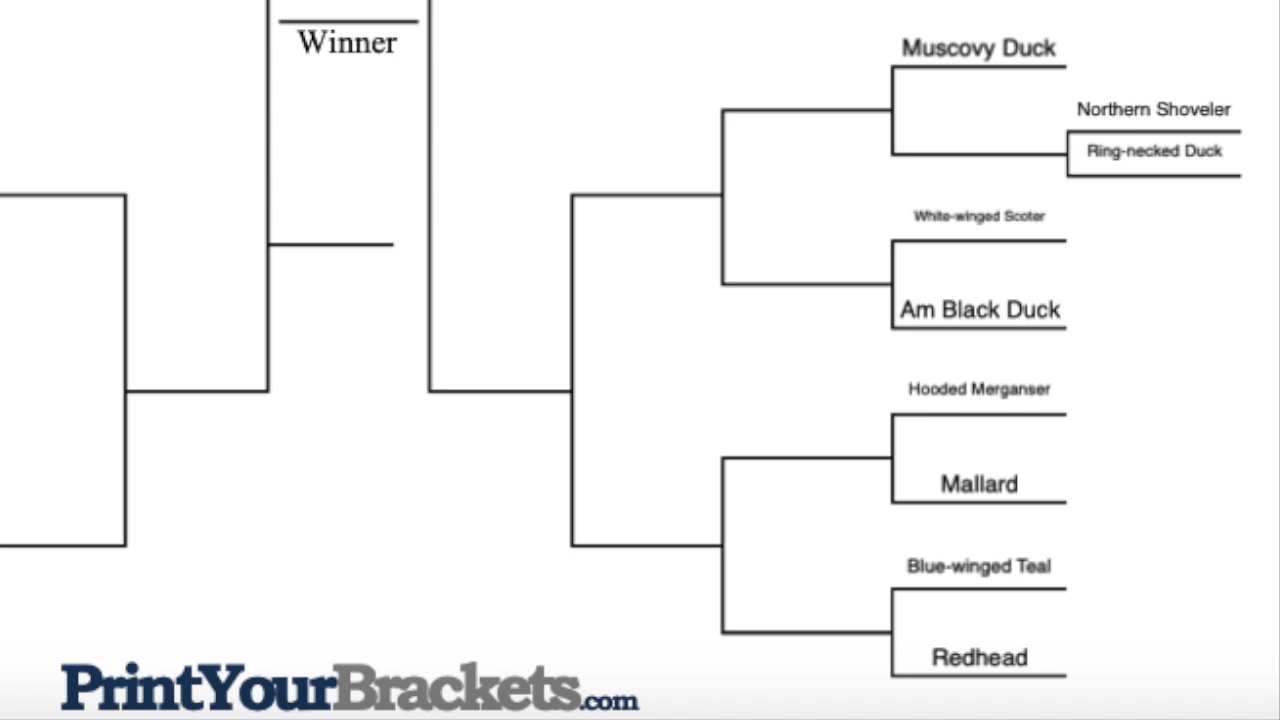 Winner
Muscovy Duck
Northern Shoveler
Ring-necked Duck
White-winged Scoter
Am Black Duck
Hooded Merganser
Mallard
Blue-winged Teal
Redhead
PrintYourBrackets.com